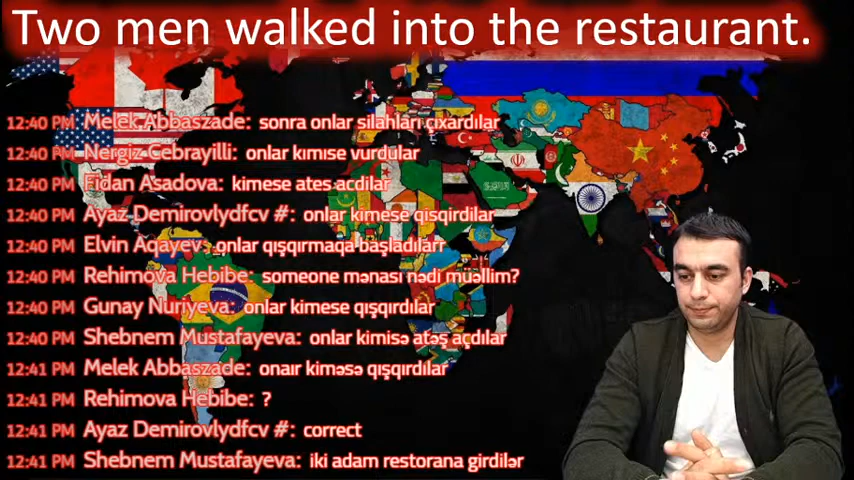 Two men walked into the restaurant.
12:40 PM Melek Abbaszade: sonra onlar silahları çıxardılar
12:40 PM Nergiz Cebrayilli: onlar kımıse vurdular
12:40 PM Fidan Asadova: kimese ates acdilar
12:40 PM Ayaz Demirovlydfcv #: onlar kimese qısqirdilar
12:40 PM Elvin Aqayev: onlar qışqırmaqa başladılarr
12:40 PM Rehimova Hebibe: someone mənası nədi müəllim?
12:40 PM Gunay Nuriyeva: onlar kimese qışqırdılar
12:40 PM Shebnem Mustafayeva: onlar kimisə atəş açdılar
12:41 PM Melek Abbaszade: onaır kiməsə qışqırdılar
12:41 PM Rehimova Hebibe: ?
12:41 PM Ayaz Demirovlydfcv #: correct
12:41 PM Shebnem Mustafayeva: iki adam restorana girdilər